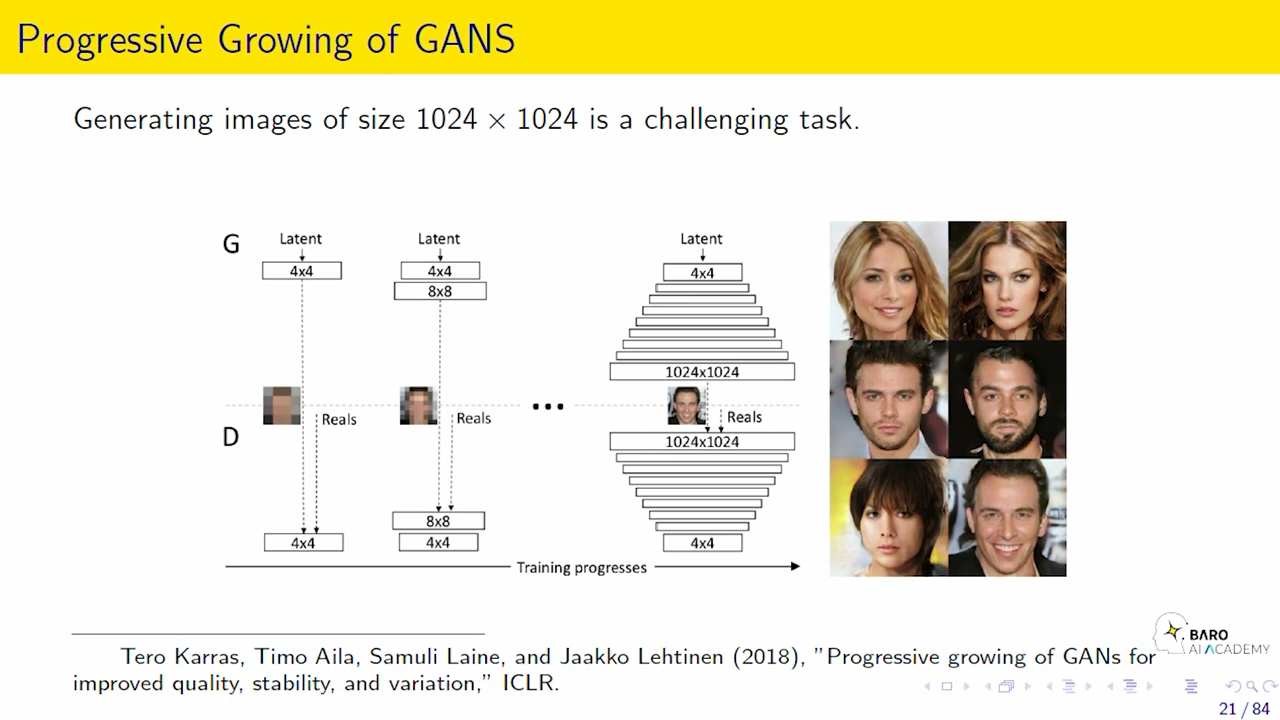 Progressive Growing of GANS
Generating images of size 1024 × 1024 is a challenging task.
G
Latent
Latent
Latent
4x4
4x4
4x4
8x8
1024x1024
Reals
Reals
Reals
D
1024x1024
8x8
4x4
4x4
4x4
Training progresses
Tero Karras, Timo Aila, Samuli Laine, and Jaakko Lehtinen (2018), "Progressive growing of GANs for
improved quality, stability, and variation," ICLR.
BARO
AI ACADEMY
21 / 84